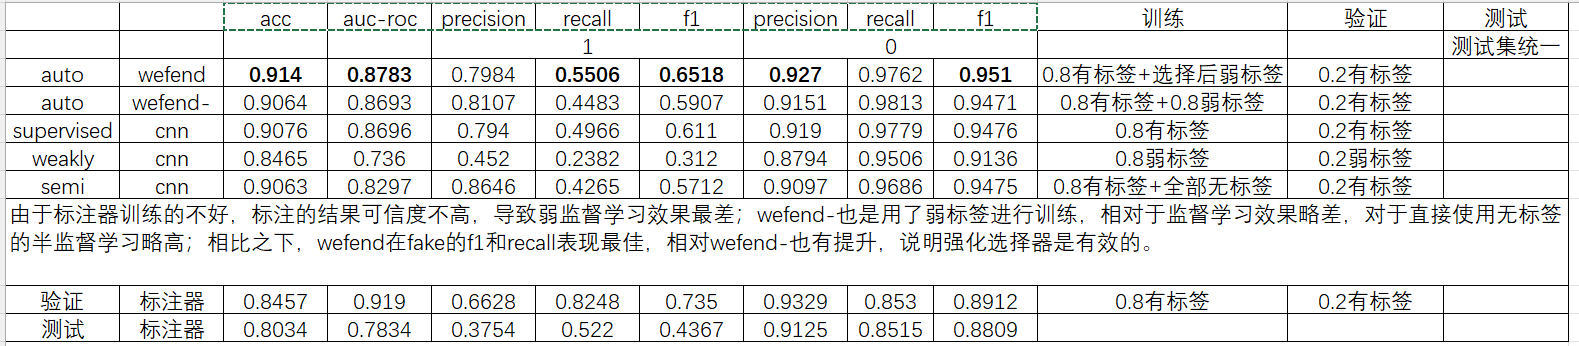 acc auc-roc precision recall f1 precision recall f1 训练 验证 测试
1 0 测试集统一
auto wefend 0.914 0.8783 0.7984 0.5506 0.6518 0.927 0.9762 0.951 0.8有标签+选择后弱标签 0.2有标签
auto wefend- 0.9064 0.8693 0.8107 0.4483 0.5907 0.9151 0.9813 0.9471 0.8有标签+0.8弱标签 0.2有标签
supervised cnn 0.9076 0.8696 0.794 0.4966 0.611 0.919 0.9779 0.9476 0.8有标签 0.2有标签
weakly cnn 0.8465 0.736 0.452 0.2382 0.312 0.8794 0.9506 0.9136 0.8弱标签 0.2弱标签
semi cnn 0.9063 0.8297 0.8646 0.4265 0.5712 0.9097 0.9686 0.9475 0.8有标签+全部无标签 0.2有标签
由于标注器训练的不好，标注的结果可信度不高，导致弱监督学习效果最差；wefend-也是用了弱标签进行训练，相对于监督学习效果略差，对于直接使用无标签
的半监督学习略高；相比之下，wefend在fake的f1和recall表现最佳，相对wefend-也有提升，说明强化选择器是有效的。
验证 标注器 0.8457 0.919 0.6628 0.8248 0.735 0.9329 0.853 0.8912 0.8有标签 0.2有标签
测试 标注器 0.8034 0.7834 0.3754 0.522 0.4367 0.9125 0.8515 0.8809